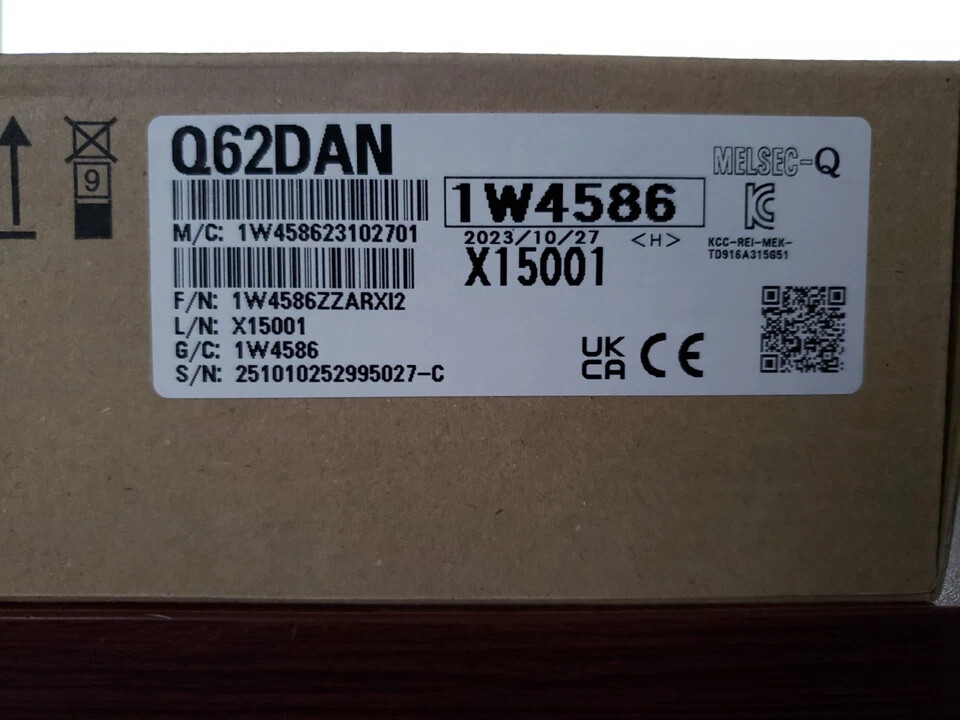 9
Q62DAN
M/C: 1W458623102701
F/N: 1W4586ZZARXI2
L/N: X15001
G/C: 1W4586
S/N: 251010252995027-C
1W4586
2023/10/27 <H>
X15001
MELSEC-Q
KCC-REI-MEK-
TD916A315G51
UK
CA
CE